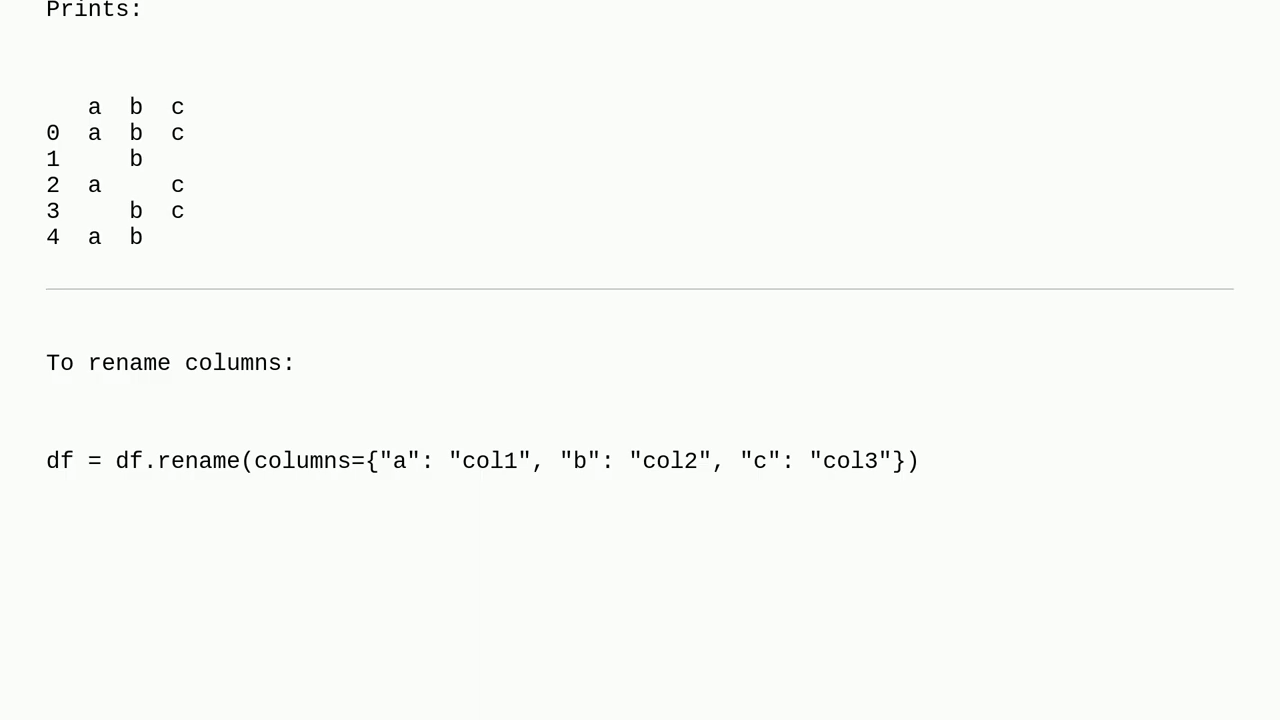 Prints:
   a  b  c
0  a  b  c
1     b
2  a     c
3     b  c
4  a  b
To rename columns:
df = df.rename(columns={"a": "col1", "b": "col2", "c": "col3"})